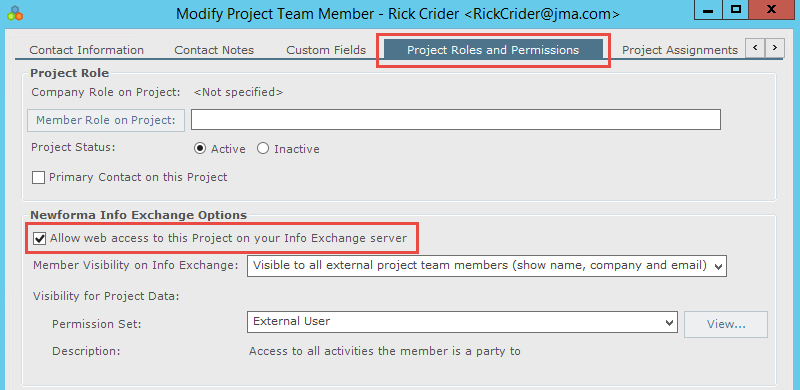 Modify Project Team Member - Rick Crider <RickCrider@jma.com>
Contact Information Contact Notes Custom Fields Project Roles and Permissions Project Assignments
Project Role
Company Role on Project: <Not specified>
Member Role on Project:
Project Status: Active Inactive
Primary Contact on this Project
Newforma Info Exchange Options
Allow web access to this Project on your Info Exchange server
Member Visibility on Info Exchange: Visible to all external project team members (show name, company and email)
Visibility for Project Data:
Permission Set: External User View...
Description: Access to all activities the member is a party to